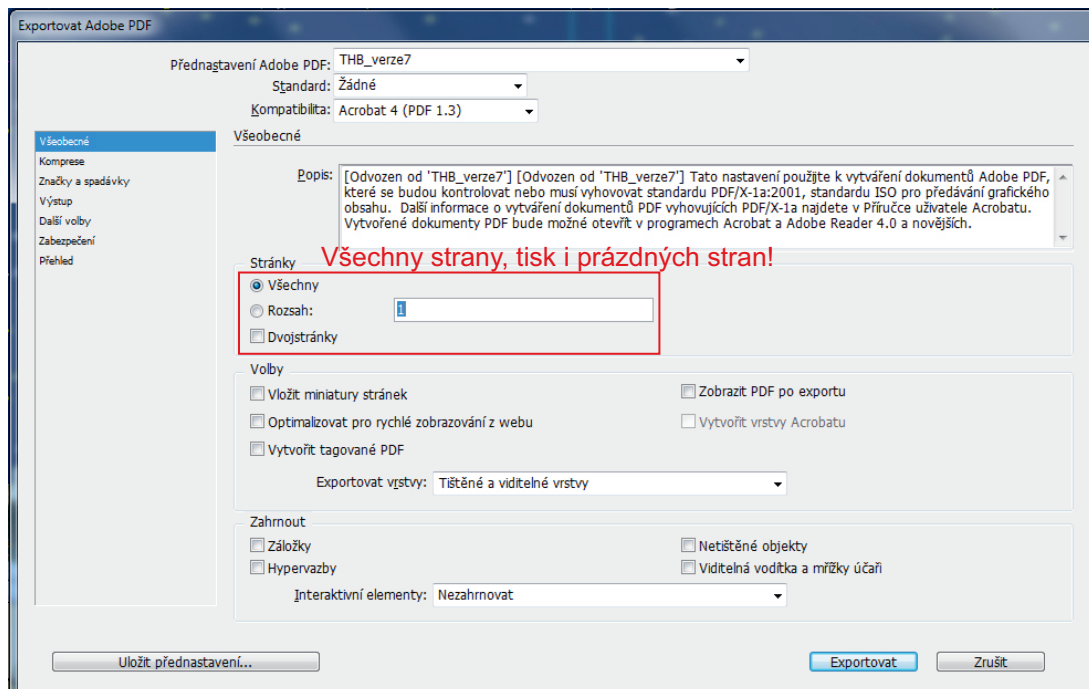 Exportovat Adobe PDF
Přednastavení Adobe PDF: THB_verze7
Standard: Žádné
Kompatibilita: Acrobat 4 (PDF 1.3)
Všeobecné
Komprese
Značky a spadávky
Výstup
Další volby
Zabezpečení
Přehled
Všeobecné
Popis: [Odvozen od 'THB_verze7'] [Odvozen od 'THB_verze7'] Tato nastavení použijte k vytváření dokumentů Adobe PDF,
které se budou kontrolovat nebo musí vyhovovat standardu PDF/X-1a:2001, standardu ISO pro předávání grafického
obsahu. Další informace o vytváření dokumentů PDF vyhovujících PDF/X-1a najdete v Příručce uživatele Acrobatu.
Vytvořené dokumenty PDF bude možné otevřít v programech Acrobat a Adobe Reader 4.0 a novějších.
Všechny strany, tisk i prázdných stran!
Stránky
Všechny
Rozsah: 1
Dvojstránky
Volby
Vložit miniatury stránek
Zobrazit PDF po exportu
Optimalizovat pro rychlé zobrazování z webu
Vytvořit vrstvy Acrobatu
Vytvořit tagované PDF
Exportovat vrstvy: Tištěné a viditelné vrstvy
Zahrnout
Záložky
Netištěné objekty
Hypervazby
Viditelná vodítka a mřížky účaří
Interaktivní elementy: Nezahrnovat
Uložit přednastavení...
Exportovat
Zrušit